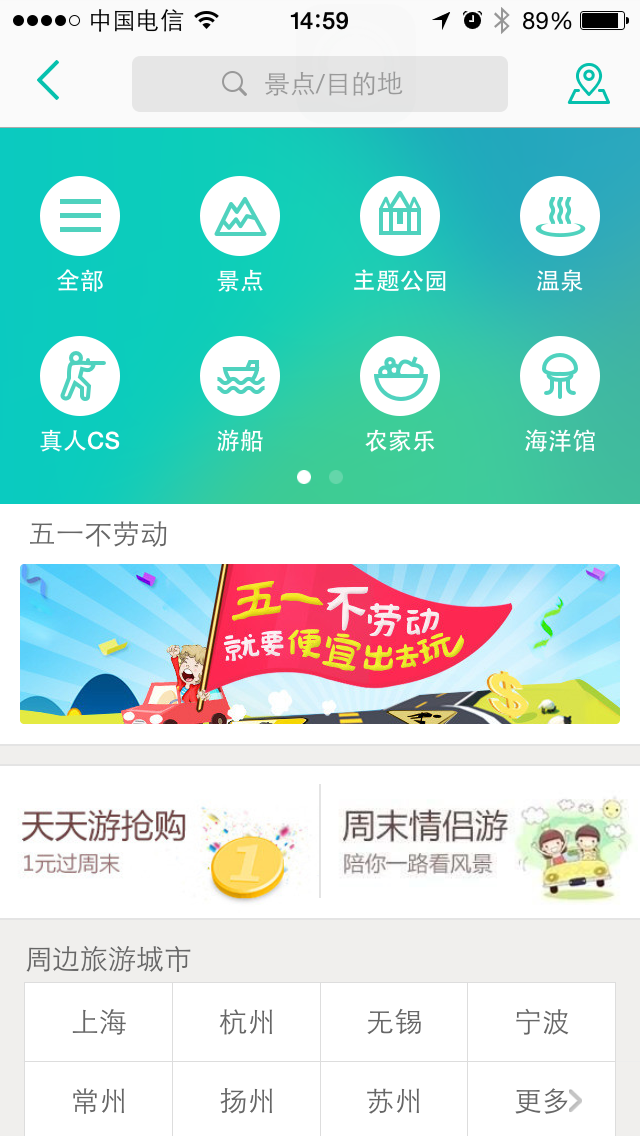 中国电信 14:59 89%
景点/目的地
全部 景点 主题公园 温泉
真人CS 游船 农家乐 海洋馆
五一不劳动
五一不劳动
就要便宜出去玩
天天游抢购 周末情侣游
1元过周末 陪你一路看风景
1
周边旅游城市
上海 杭州 无锡 宁波
常州 扬州 苏州 更多